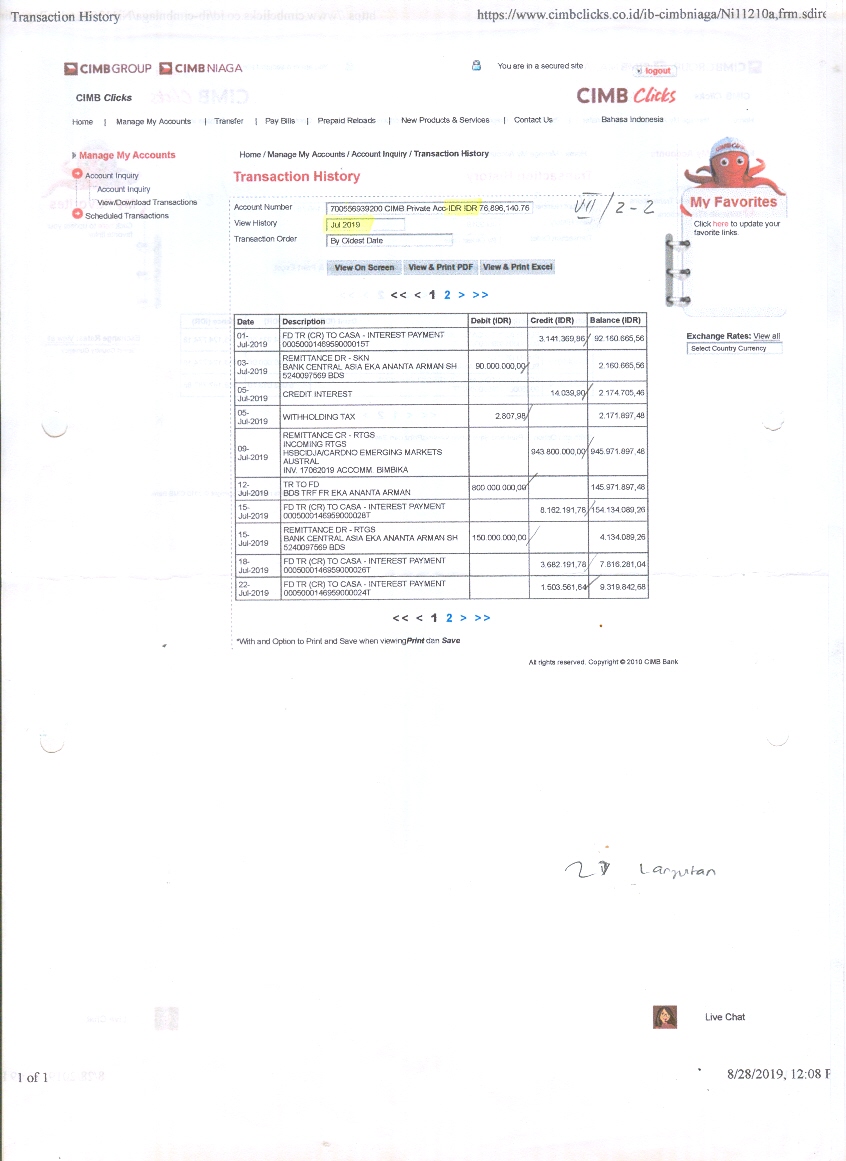 Transaction History https://www.cimbclicks.co.id/ib-cimbniaga/Ni11210a,frm.sdire
CIMBGROUP CIMBNIAGA You are in a secured site logout
CIMB Clicks CIMB Clicks
Home | Manage My Accounts | Transfer | Pay Bills | Prepaid Reloads | New Products & Services | Contact Us Bahasa Indonesia
Manage My Accounts
Account Inquiry
Account Inquiry
View/Download Transactions
Scheduled Transactions
Home / Manage My Accounts / Account Inquiry / Transaction History
Transaction History
Account Number 700556939200 CIMB Private Acc-IDR IDR 76,896,140.76 VII / 2-2
View History Jul 2019
Transaction Order By Oldest Date
View On Screen View & Print PDF View & Print Excel
<< < 1 2 > >>
Date Description Debit (IDR) Credit (IDR) Balance (IDR)
01-Jul-2019 FD TR (CR) TO CASA - INTEREST PAYMENT 3.141.369,86 92.160.665,56
0005000146959000015T
03-Jul-2019 REMITTANCE DR - SKN 90.000.000,00 2.160.665,56
BANK CENTRAL ASIA EKA ANANTA ARMAN SH
5240097569 BDS
05-Jul-2019 CREDIT INTEREST 14.039,90 2.174.705,46
05-Jul-2019 WITHHOLDING TAX 2.807,98 2.171.897,48
09-Jul-2019 REMITTANCE CR - RTGS 943.800.000,00 945.971.897,48
INCOMING RTGS
HSBCIDJA/CARDNO EMERGING MARKETS
AUSTRAL
INV. 17062019 ACCOMM. BIMBIKA
12-Jul-2019 TR TO FD 800.000.000,00 145.971.897,48
BDS TRF FR EKA ANANTA ARMAN
15-Jul-2019 FD TR (CR) TO CASA - INTEREST PAYMENT 8.162.191,78 154.134.089,26
0005000146959000028T
15-Jul-2019 REMITTANCE DR - RTGS 150.000.000,00 4.134.089,26
BANK CENTRAL ASIA EKA ANANTA ARMAN SH
5240097569 BDS
18-Jul-2019 FD TR (CR) TO CASA - INTEREST PAYMENT 3.682.191,78 7.816.281,04
0005000146959000026T
22-Jul-2019 FD TR (CR) TO CASA - INTEREST PAYMENT 1.503.561,64 9.319.842,68
0005000146959000024T
<< < 1 2 > >>
*With and Option to Print and Save when viewing Print dan Save
All rights reserved. Copyright © 2010 CIMB Bank
My Favorites
Click here to update your
favorite links.
Exchange Rates: View all
Select Country Currency
Lanjutan
Live Chat
1 of 1 8/28/2019, 12:08 P